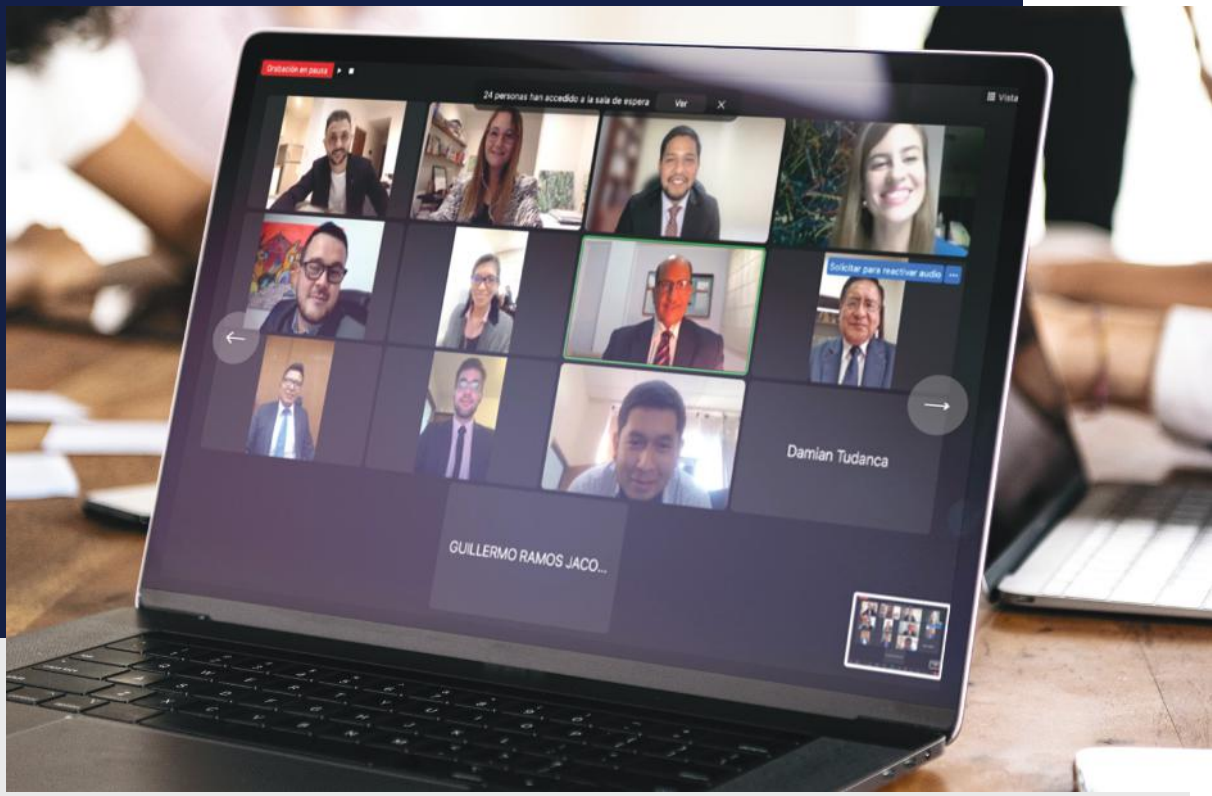 Grabación en pausa
24 personas han accedido a la sala de espera
Ver
Vista
Solicitar para reactivar audio
Damian Tudanca
GUILLERMO RAMOS JACO...